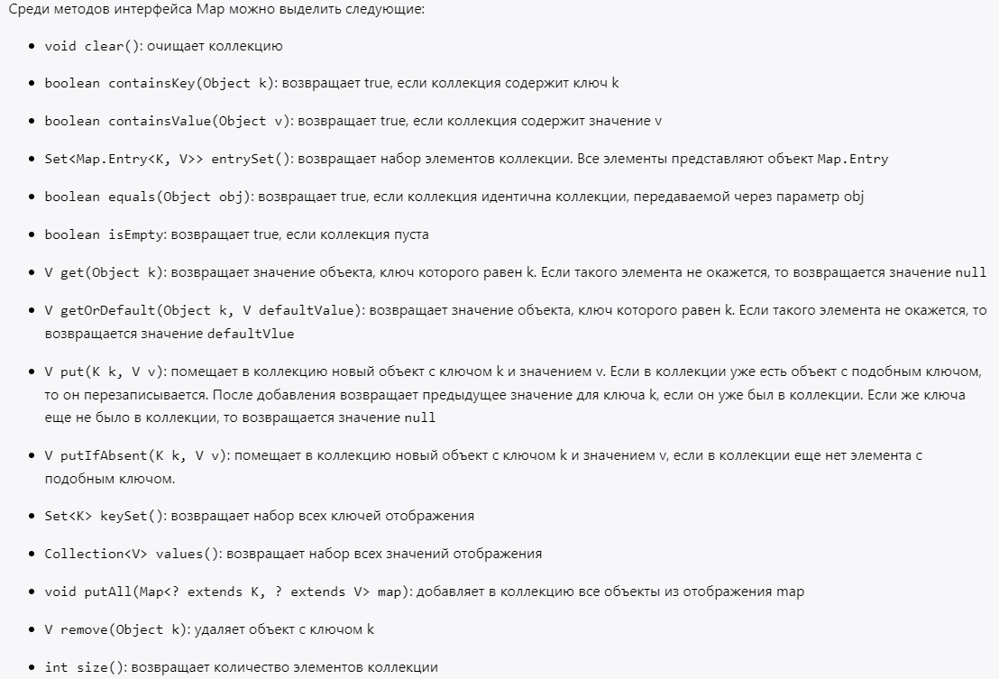 Среди методов интерфейса Map можно выделить следующие:
• void clear(): очищает коллекцию
• boolean containsKey(Object k): возвращает true, если коллекция содержит ключ k
• boolean containsValue(Object v): возвращает true, если коллекция содержит значение v
• Set<Map.Entry<K, V>> entrySet(): возвращает набор элементов коллекции. Все элементы представляют объект Map.Entry
• boolean equals(Object obj): возвращает true, если коллекция идентична коллекции, передаваемой через параметр obj
• boolean isEmpty: возвращает true, если коллекция пуста
• V get(Object k): возвращает значение объекта, ключ которого равен k. Если такого элемента не окажется, то возвращается значение null
• V getOrDefault(Object k, V defaultValue): возвращает значение объекта, ключ которого равен k. Если такого элемента не окажется, то
возвращается значение defaultVlue
• V put(K k, V v): помещает в коллекцию новый объект с ключом k и значением v. Если в коллекции уже есть объект с подобным ключом,
то он перезаписывается. После добавления возвращает предыдущее значение для ключа k, если он уже был в коллекции. Если же ключа
еще не было в коллекции, то возвращается значение null
• V putIfAbsent(K k, V v): помещает в коллекцию новый объект с ключом k и значением v, если в коллекции еще нет элемента с
подобным ключом.
• Set<K> keySet(): возвращает набор всех ключей отображения
• Collection<V> values(): возвращает набор всех значений отображения
• void putAll(Map<? extends K, ? extends V> map): добавляет в коллекцию все объекты из отображения map
• V remove(Object k): удаляет объект с ключом k
• int size(): возвращает количество элементов коллекции